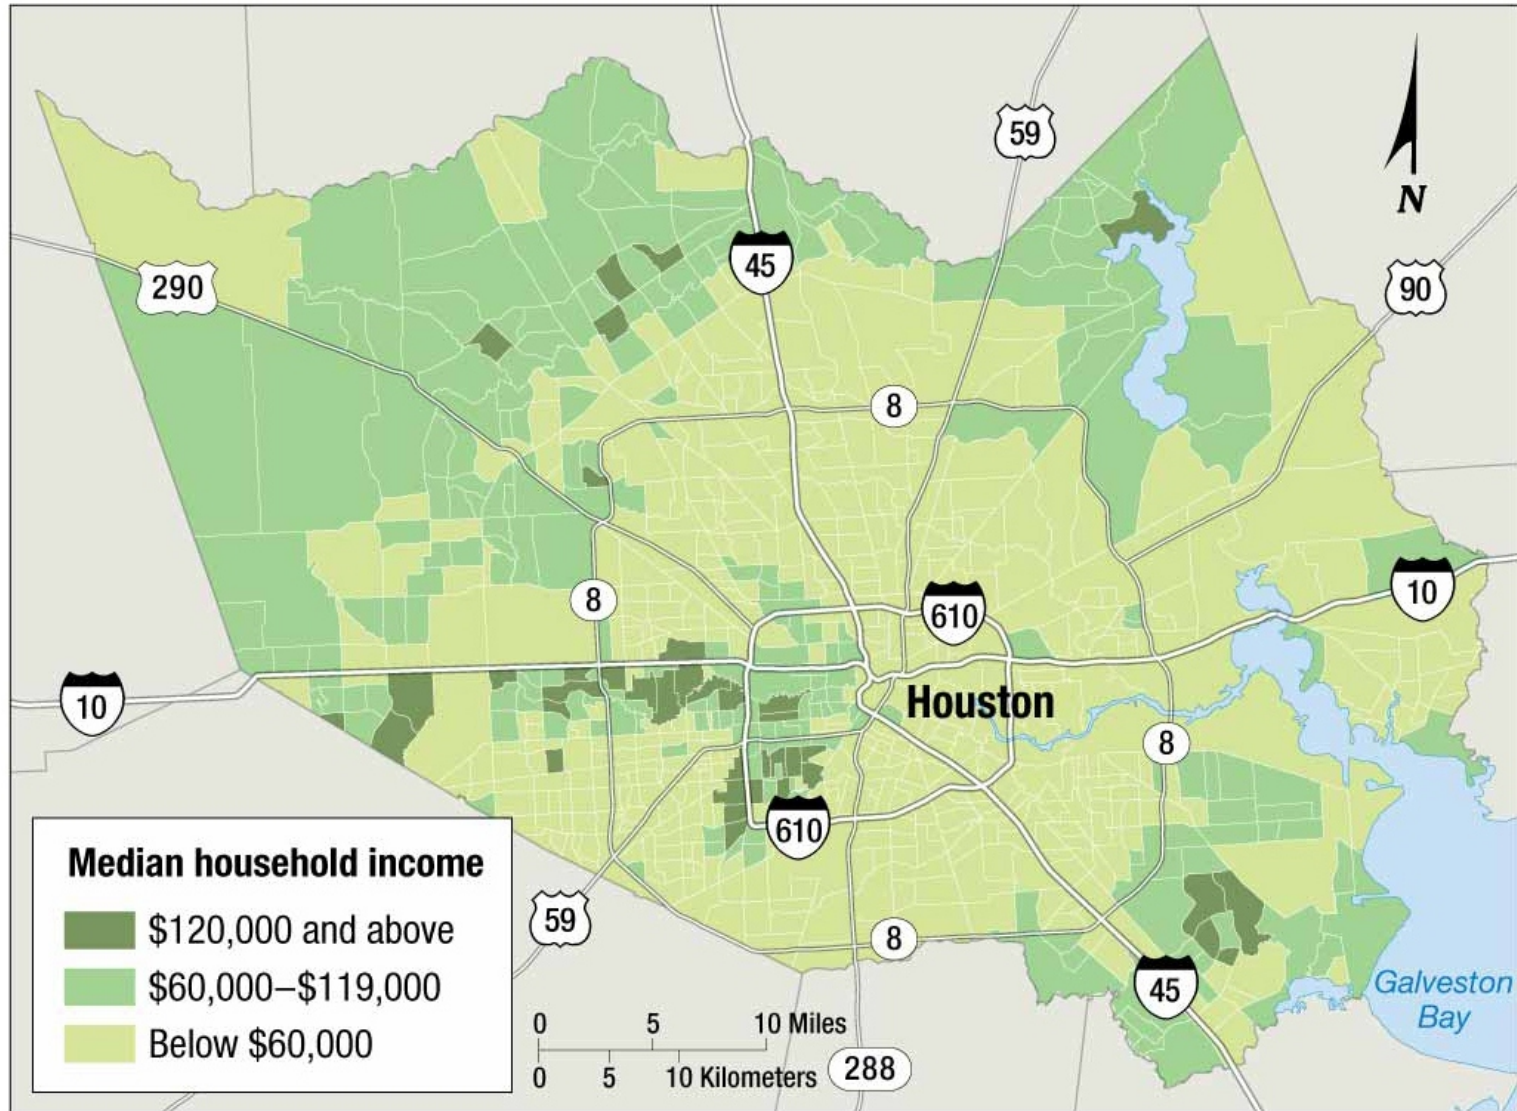 59
N
45
290
90
8
8
610
10
10
Houston
8
610
59
8
45
Galveston
Bay
288
Median household income
$120,000 and above
$60,000–$119,000
Below $60,000
0 5 10 Miles
0 5 10 Kilometers